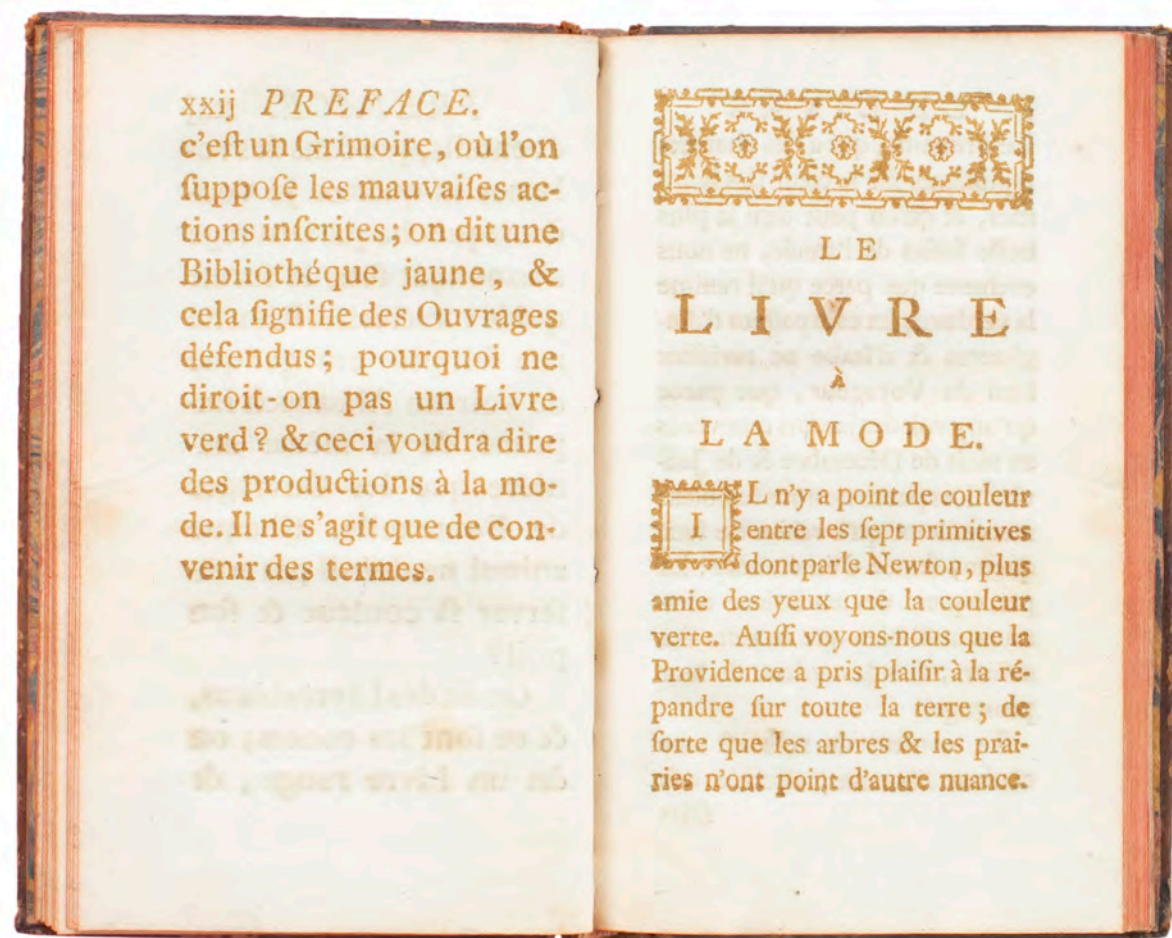 xxij PREFACE.
c'eſt un Grimoire, où l'on
ſuppoſe les mauvaiſes ac-
tions inſcrites; on dit une
Bibliothéque jaune, &
cela ſignifie des Ouvrages
défendus; pourquoi ne
diroit-on pas un Livre
verd? & ceci voudra dire
des productions à la mo-
de. Il ne s'agit que de con-
venir des termes.
LE
LIVRE
À
LA MODE.
IL n'y a point de couleur
entre les ſept primitives
dont parle Newton, plus
amie des yeux que la couleur
verte. Auſſi voyons-nous que la
Providence a pris plaiſir à la ré-
pandre ſur toute la terre; de
ſorte que les arbres & les prai-
ries n'ont point d'autre nuance.